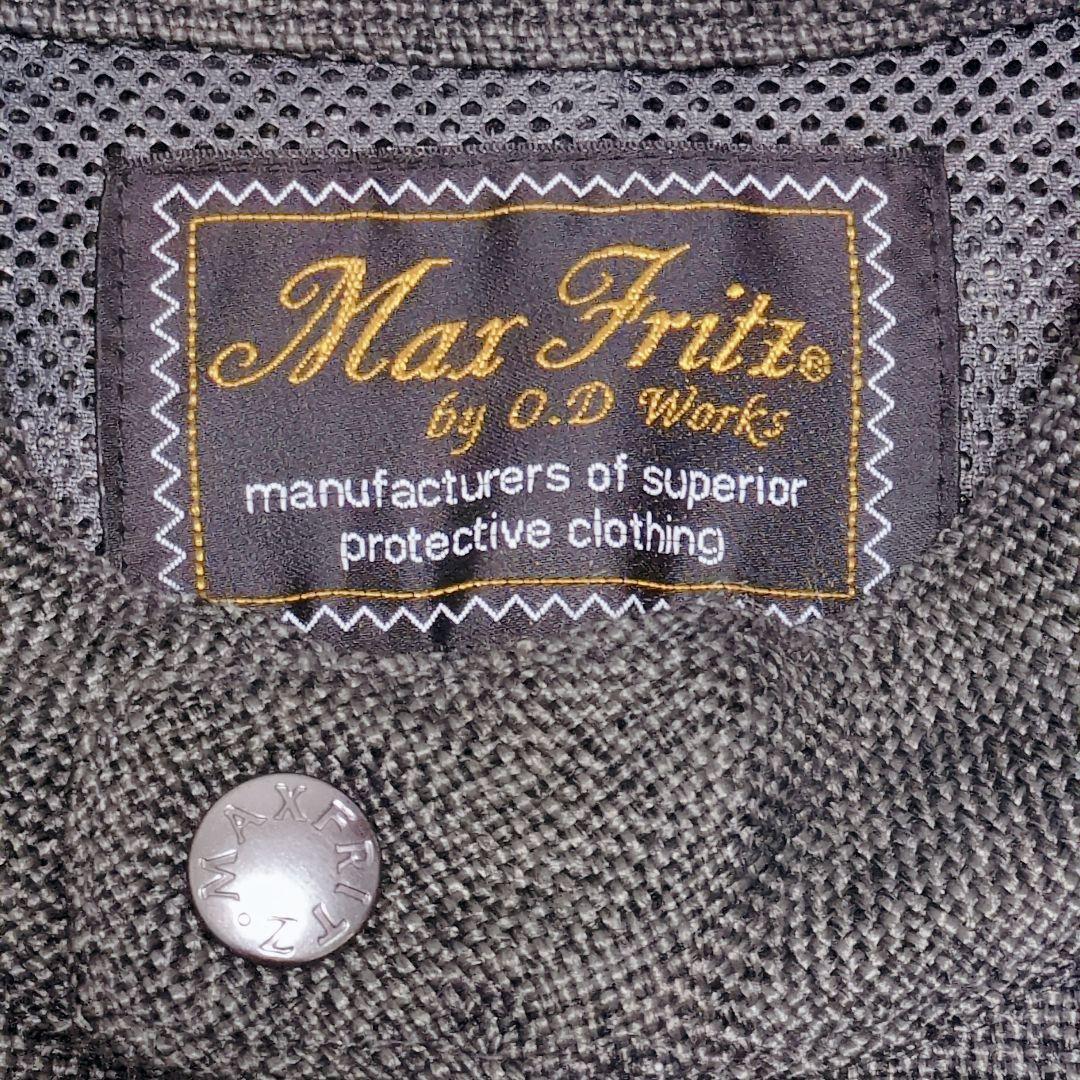 Max Fritz®
by O.D Works
manufacturers of superior
protective clothing
MAXFRITZ.